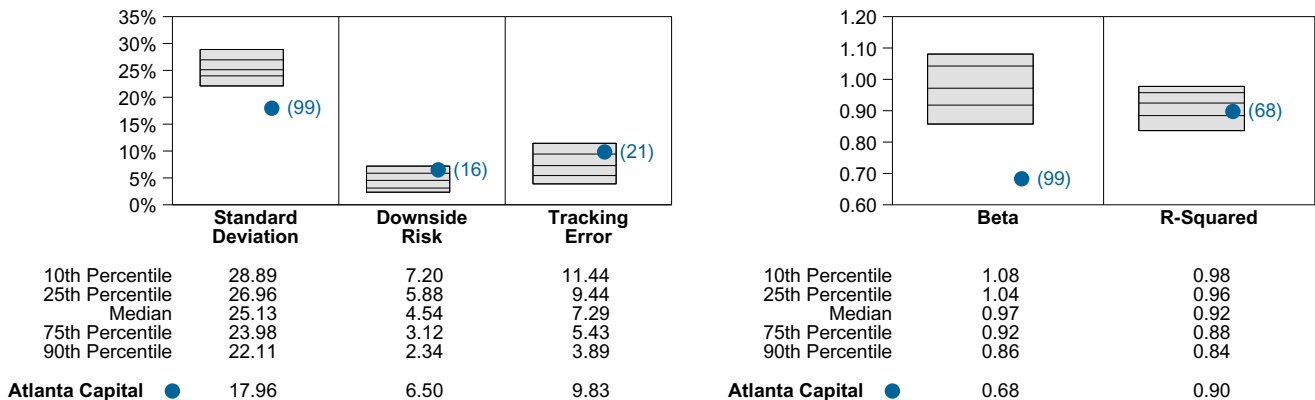 35%
30%
25%
20%
15%
10%
5%
0%
(99)
(16)
(21)
Standard Downside Tracking
Deviation Risk Error
10th Percentile 28.89 7.20 11.44
25th Percentile 26.96 5.88 9.44
Median 25.13 4.54 7.29
75th Percentile 23.98 3.12 5.43
90th Percentile 22.11 2.34 3.89
Atlanta Capital 17.96 6.50 9.83
1.20
1.10
1.00
0.90
0.80
0.70
0.60
(68)
(99)
Beta R-Squared
10th Percentile 1.08 0.98
25th Percentile 1.04 0.96
Median 0.97 0.92
75th Percentile 0.92 0.88
90th Percentile 0.86 0.84
Atlanta Capital 0.68 0.90